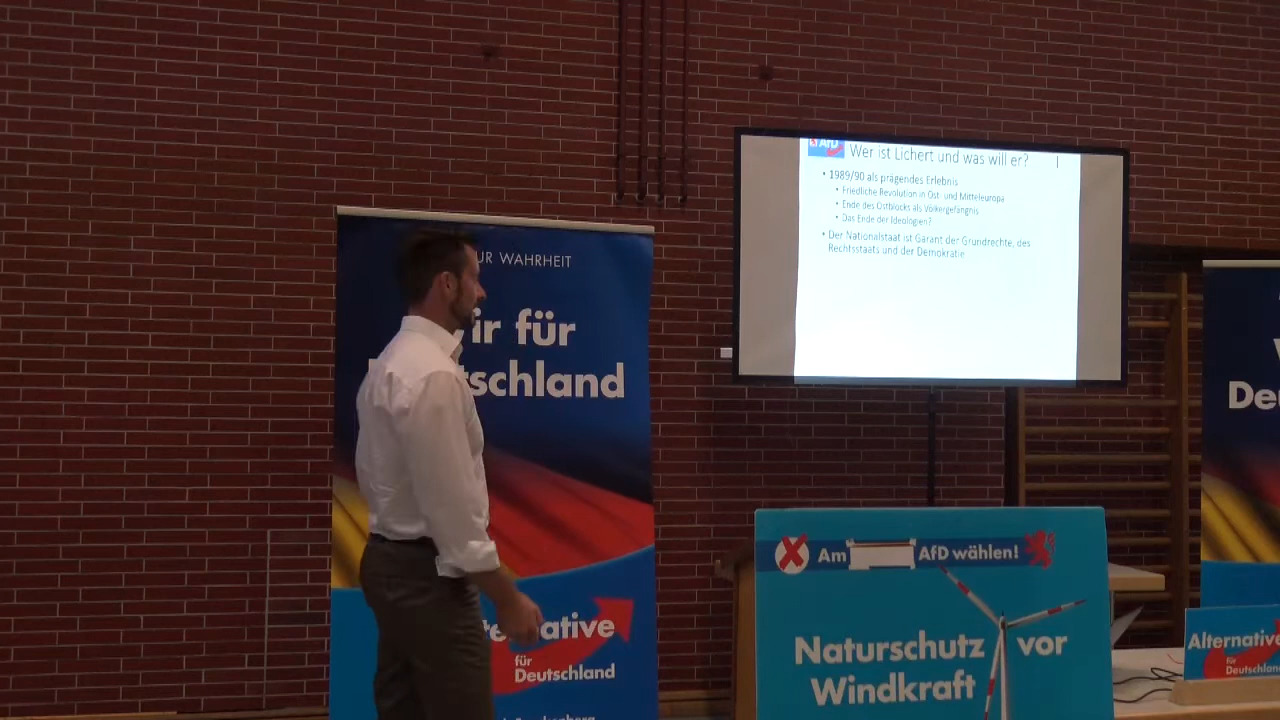 UR WAHRHEIT
ir für
tschland
ative
für
Deutschland
AfD
Wer ist Lichert und was will er?
• 1989/90 als prägendes Erlebnis
• Friedliche Revolution in Ost- und Mitteleuropa
• Ende des Ostblocks als Völkergefängnis
• Das Ende der Ideologien?
• Der Nationalstaat ist Garant der Grundrechte, des
Rechtsstaats und der Demokratie
Am
AfD wählen!
Naturschutz vor
Windkraft
De
Alternative
für
Deutschland